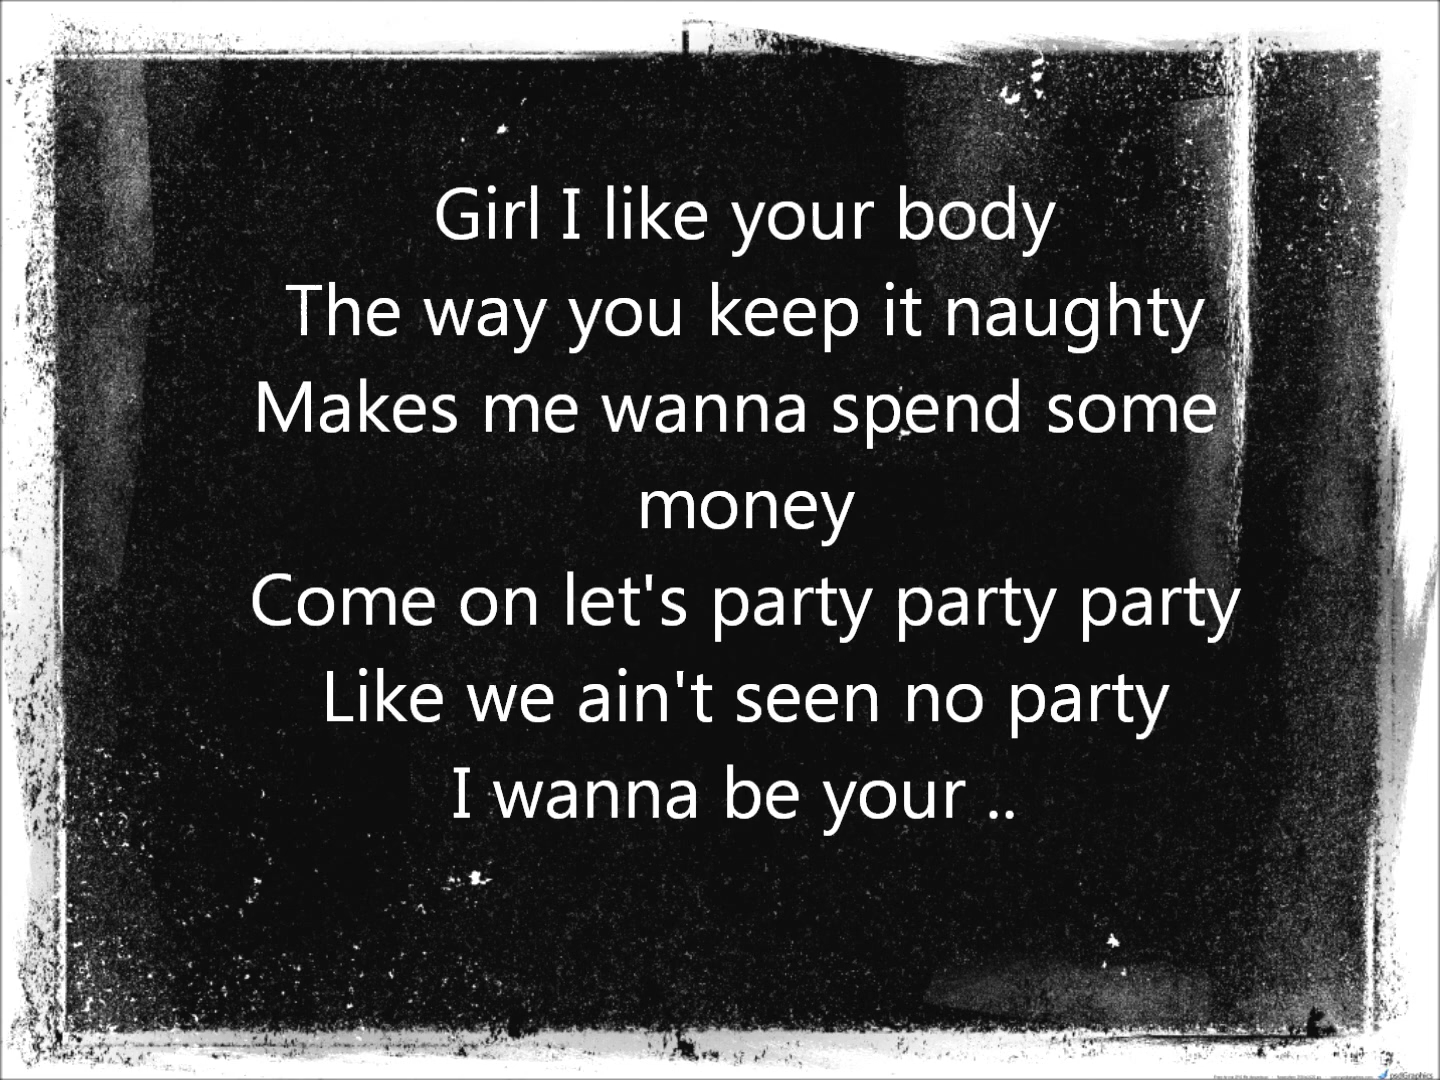 Girl I like your body
The way you keep it naughty
Makes me wanna spend some
money
Come on let's party party party
Like we ain't seen no party
I wanna be your ..
psdGraphics